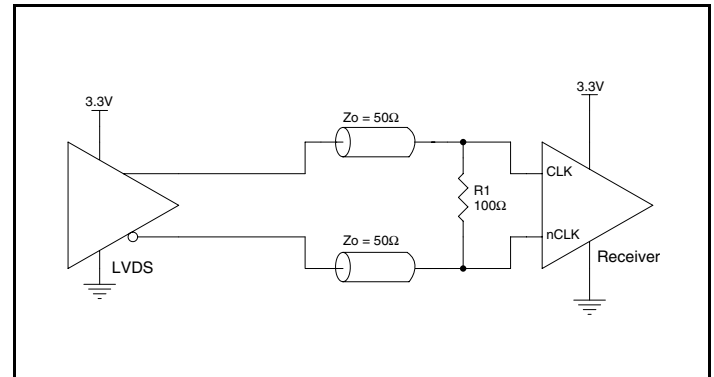 3.3V
3.3V
Zo = 50Ω
CLK
R1
100Ω
nCLK
Zo = 50Ω
Receiver
LVDS